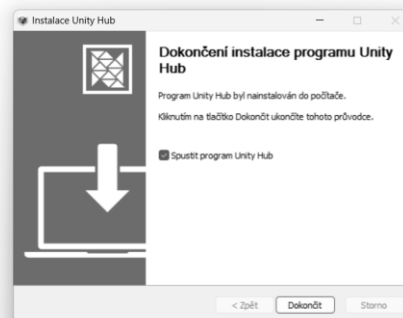 Instalace Unity Hub
Dokončení instalace programu Unity
Hub
Program Unity Hub byl nainstalován do počítače.
Kliknutím na tlačítko Dokončit ukončíte tohoto průvodce.
Spustit program Unity Hub
< Zpět
Dokončit
Storno